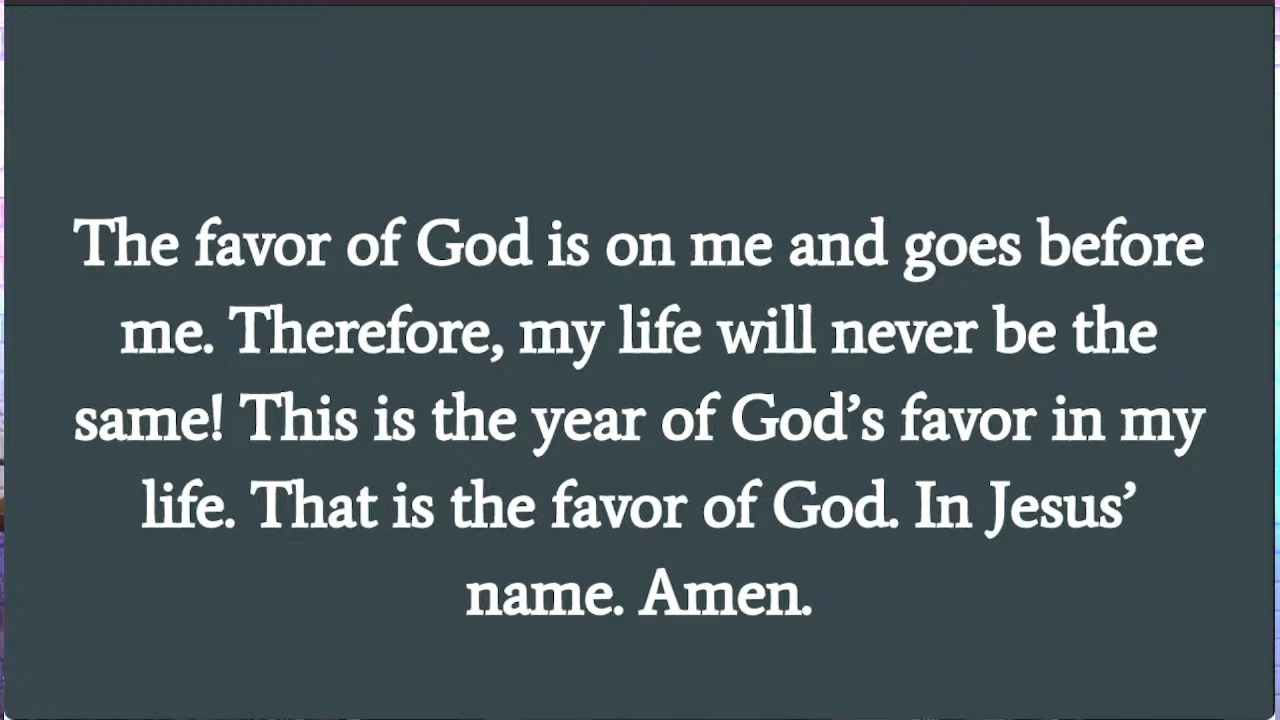 The favor of God is on me and goes before
me. Therefore, my life will never be the
same! This is the year of God’s favor in my
life. That is the favor of God. In Jesus’
name. Amen.